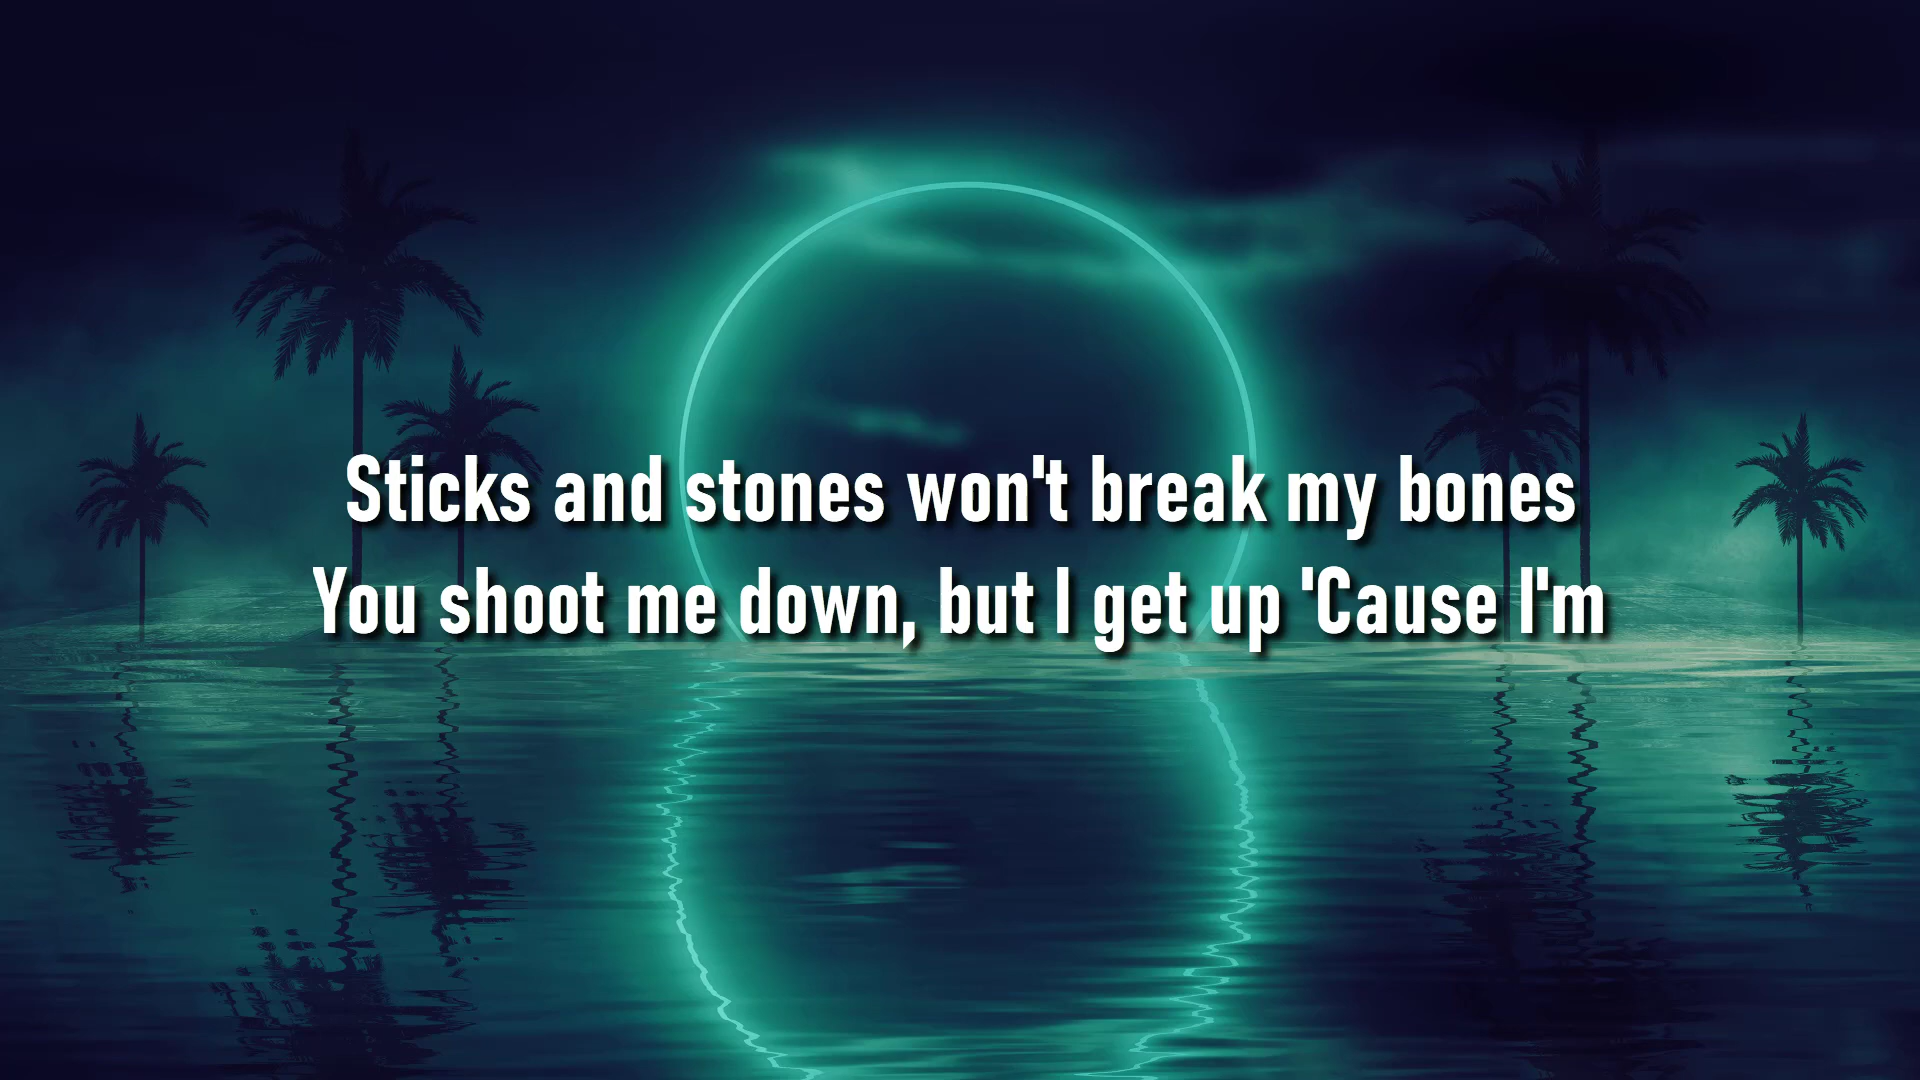 Sticks and stones won't break my bones
You shoot me down, but I get up 'Cause I'm